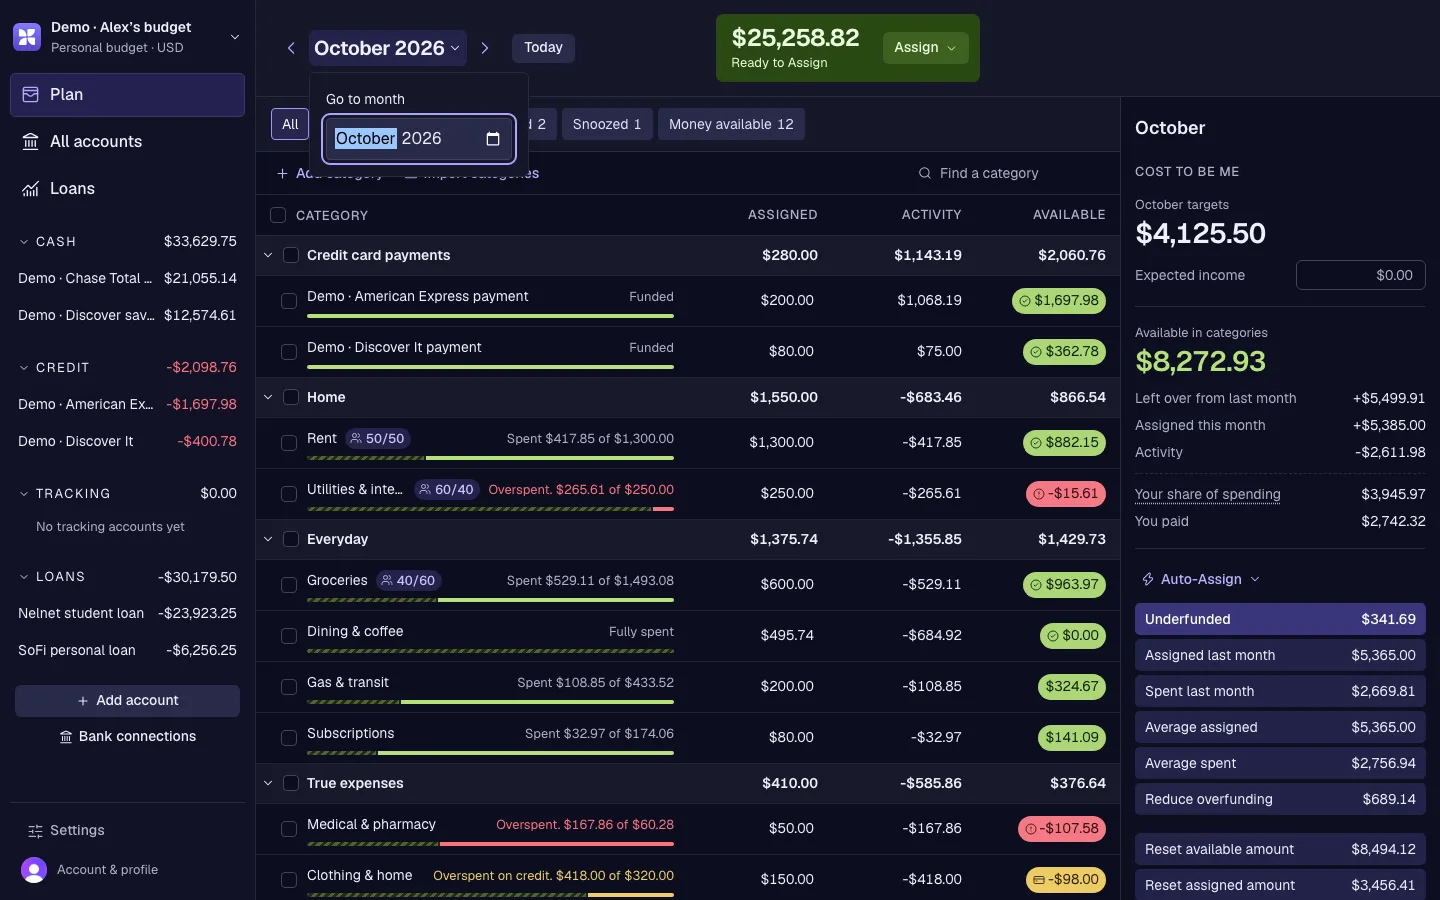 Demo · Alex's budget
Personal budget · USD
Plan
All accounts
Loans
CASH $33,629.75
Demo · Chase Total ... $21,055.14
Demo · Discover sav... $12,574.61
CREDIT -$2,098.76
Demo · American Ex... -$1,697.98
Demo · Discover It -$400.78
TRACKING $0.00
No tracking accounts yet
LOANS -$30,179.50
Nelnet student loan -$23,923.25
SoFi personal loan -$6,256.25
+ Add account
Bank connections
Settings
Account & profile
October 2026
Today
$25,258.82
Ready to Assign
Assign
Go to month
October 2026
All
2
Snoozed 1
Money available 12
Find a category
CATEGORY ASSIGNED ACTIVITY AVAILABLE
Credit card payments $280.00 $1,143.19 $2,060.76
Demo · American Express payment Funded $200.00 $1,068.19 $1,697.98
Demo · Discover It payment Funded $80.00 $75.00 $362.78
Home $1,550.00 -$683.46 $866.54
Rent 50/50 Spent $417.85 of $1,300.00 $1,300.00 -$417.85 $882.15
Utilities & inte... 60/40 Overspent. $265.61 of $250.00 $250.00 -$265.61 -$15.61
Everyday $1,375.74 -$1,355.85 $1,429.73
Groceries 40/60 Spent $529.11 of $1,493.08 $600.00 -$529.11 $963.97
Dining & coffee Fully spent $495.74 -$684.92 $0.00
Gas & transit Spent $108.85 of $433.52 $200.00 -$108.85 $324.67
Subscriptions Spent $32.97 of $174.06 $80.00 -$32.97 $141.09
True expenses $410.00 -$585.86 $376.64
Medical & pharmacy Overspent. $167.86 of $60.28 $50.00 -$167.86 -$107.58
Clothing & home Overspent on credit. $418.00 of $320.00 $150.00 -$418.00 -$98.00
October
COST TO BE ME
October targets
$4,125.50
Expected income $0.00
Available in categories
$8,272.93
Left over from last month +$5,499.91
Assigned this month +$5,385.00
Activity -$2,611.98
Your share of spending $3,945.97
You paid $2,742.32
Auto-Assign
Underfunded $341.69
Assigned last month $5,365.00
Spent last month $2,669.81
Average assigned $5,365.00
Average spent $2,756.94
Reduce overfunding $689.14
Reset available amount $8,494.12
Reset assigned amount $3,456.41